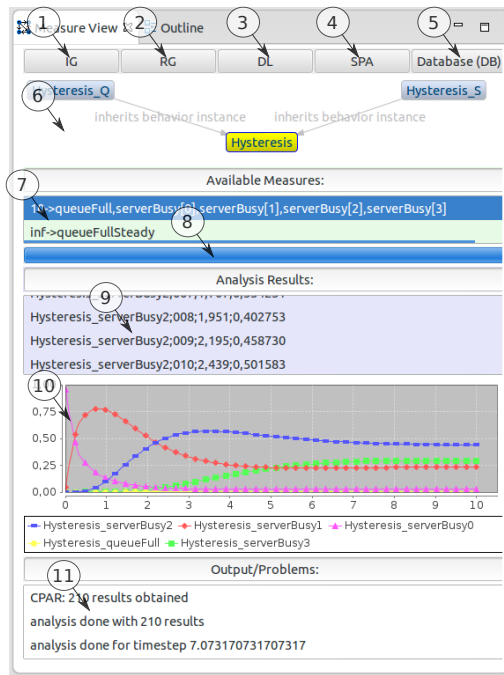 Measure View Outline
1 2 3 4 5
IG RG DL SPA Database (DB)
Hysteresis_Q Hysteresis_S
6
inherits behavior instance inherits behavior instance
Hysteresis
Available Measures:
7
10->queueFull,serverBusy[0],serverBusy[1],serverBusy[2],serverBusy[3]
inf->queueFullSteady
8
Analysis Results:
9
Hysteresis_serverBusy2;008;1,951;0,402753
Hysteresis_serverBusy2;009;2,195;0,458730
Hysteresis_serverBusy2;010;2,439;0,501583
10
0,75
0,50
0,25
0,00
0 1 2 3 4 5 6 7 8 9 10
Hysteresis_serverBusy2 Hysteresis_serverBusy1 Hysteresis_serverBusy0
Hysteresis_queueFull Hysteresis_serverBusy3
Output/Problems:
11
CPAR: 210 results obtained
analysis done with 210 results
analysis done for timestep 7.073170731707317